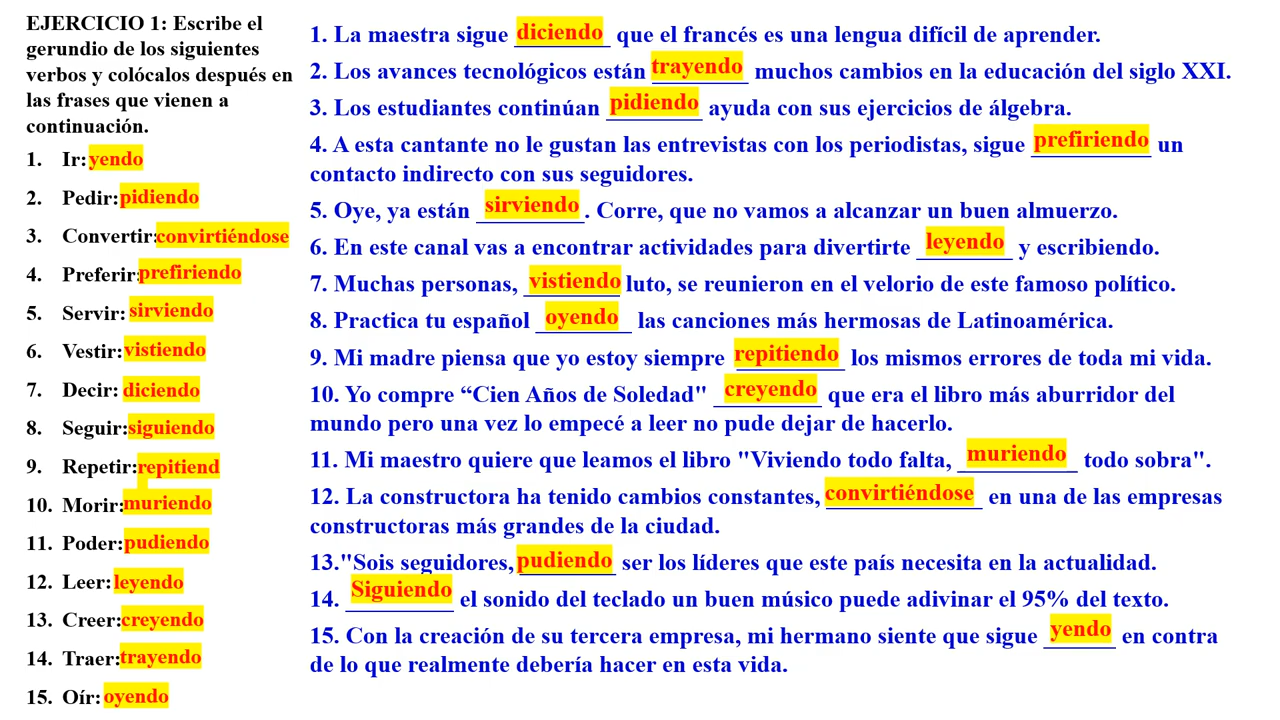 EJERCICIO 1: Escribe el
gerundio de los siguientes
verbos y colócalos después en
las frases que vienen a
continuación.
1. Ir: yendo
2. Pedir: pidiendo
3. Convertir: convirtiéndose
4. Preferir: prefiriendo
5. Servir: sirviendo
6. Vestir: vistiendo
7. Decir: diciendo
8. Seguir: siguiendo
9. Repetir: repitiend
10. Morir: muriendo
11. Poder: pudiendo
12. Leer: leyendo
13. Creer: creyendo
14. Traer: trayendo
15. Oír: oyendo
1. La maestra sigue diciendo que el francés es una lengua difícil de aprender.
2. Los avances tecnológicos están trayendo muchos cambios en la educación del siglo XXI.
3. Los estudiantes continúan pidiendo ayuda con sus ejercicios de álgebra.
4. A esta cantante no le gustan las entrevistas con los periodistas, sigue prefiriendo un
contacto indirecto con sus seguidores.
5. Oye, ya están sirviendo. Corre, que no vamos a alcanzar un buen almuerzo.
6. En este canal vas a encontrar actividades para divertirte leyendo y escribiendo.
7. Muchas personas, vistiendo luto, se reunieron en el velorio de este famoso político.
8. Practica tu español oyendo las canciones más hermosas de Latinoamérica.
9. Mi madre piensa que yo estoy siempre repitiendo los mismos errores de toda mi vida.
10. Yo compre “Cien Años de Soledad" creyendo que era el libro más aburridor del
mundo pero una vez lo empecé a leer no pude dejar de hacerlo.
11. Mi maestro quiere que leamos el libro "Viviendo todo falta, muriendo todo sobra".
12. La constructora ha tenido cambios constantes, convirtiéndose en una de las empresas
constructoras más grandes de la ciudad.
13."Sois seguidores, pudiendo ser los líderes que este país necesita en la actualidad.
14. Siguiendo el sonido del teclado un buen músico puede adivinar el 95% del texto.
15. Con la creación de su tercera empresa, mi hermano siente que sigue yendo en contra
de lo que realmente debería hacer en esta vida.